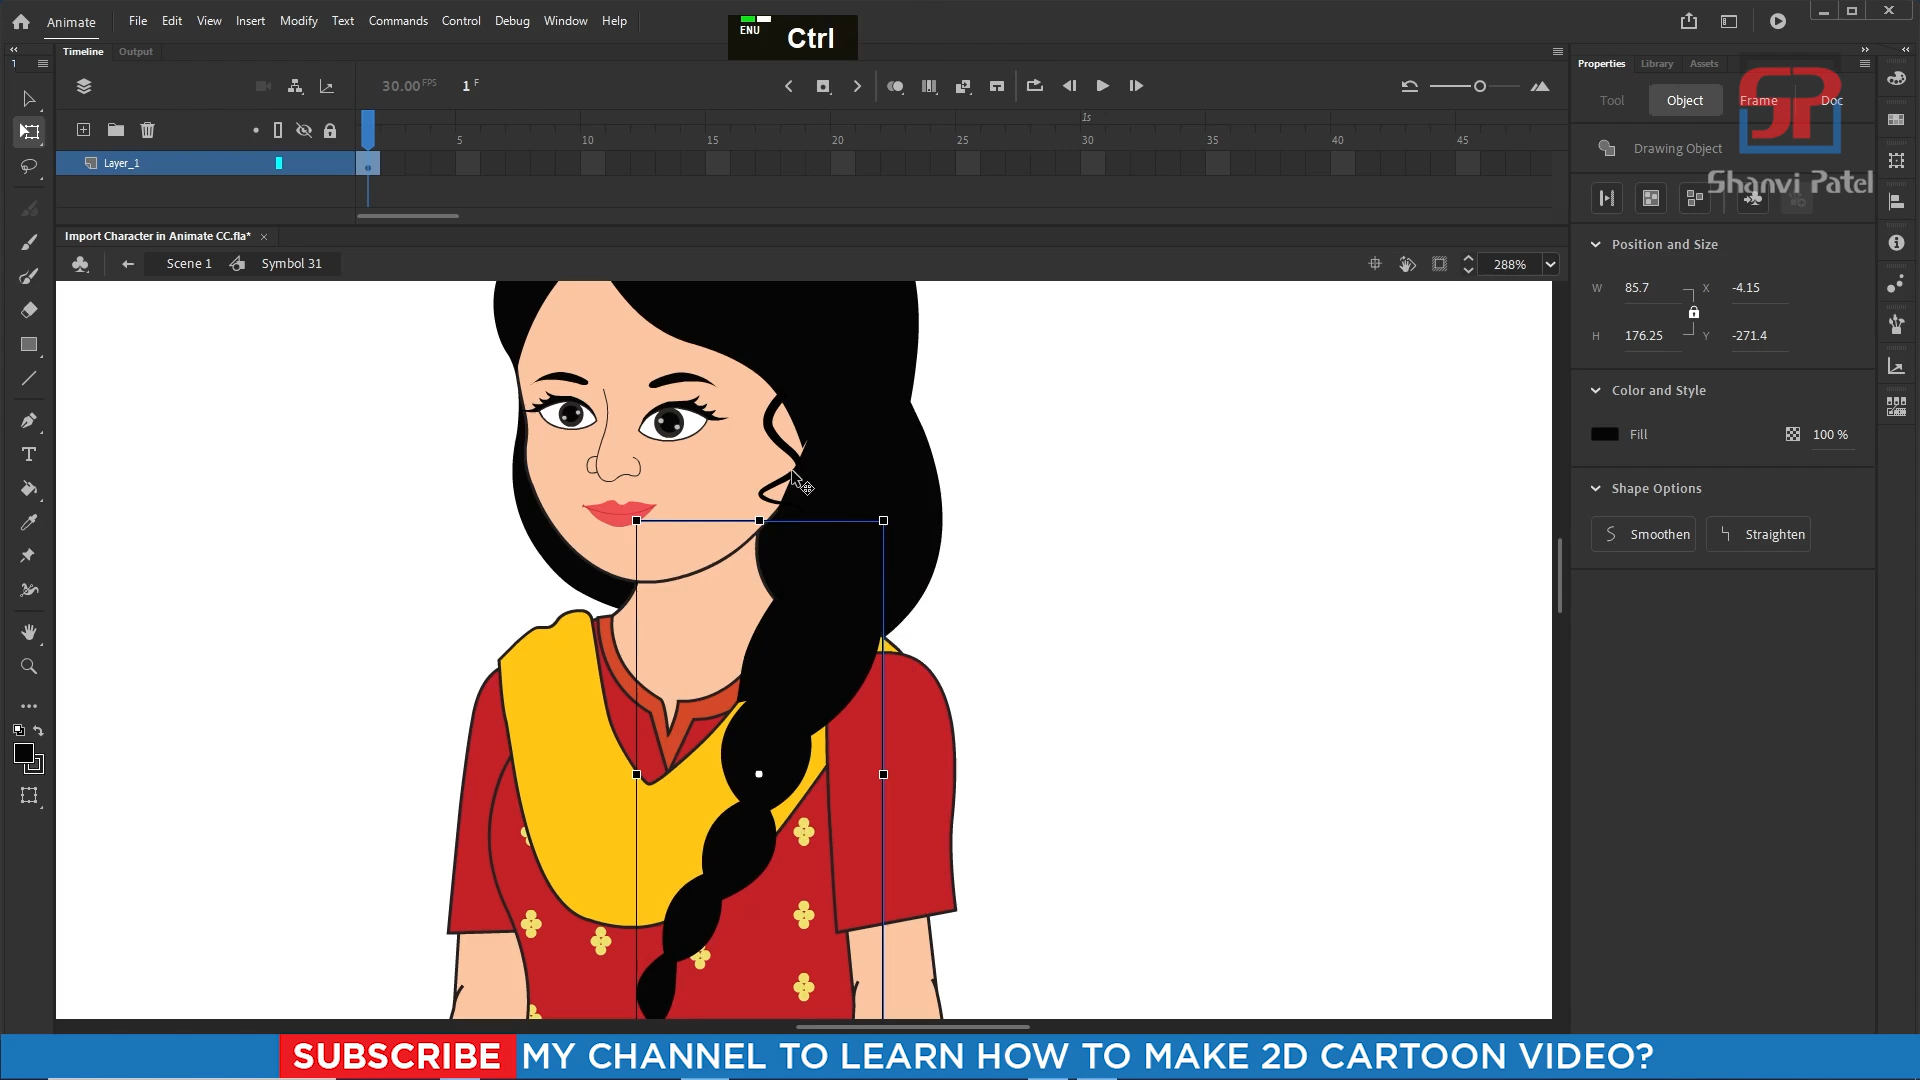 Animate File Edit View Insert Modify Text Commands Control Debug Window Help
ENU Ctrl
Timeline Output
Properties Library Assets
30.00 FPS 1 F
Tool Object Frame Doc
SP
1s
5 10 15 20 25 30 35 40 45
Layer_1
Drawing Object
Shanvi Patel
Import Character in Animate CC.fla*
Scene 1 Symbol 31 288%
Position and Size
W 85.7 X -4.15
H 176.25 Y -271.4
Color and Style
Fill 100 %
Shape Options
Smoothen Straighten
SUBSCRIBE MY CHANNEL TO LEARN HOW TO MAKE 2D CARTOON VIDEO?